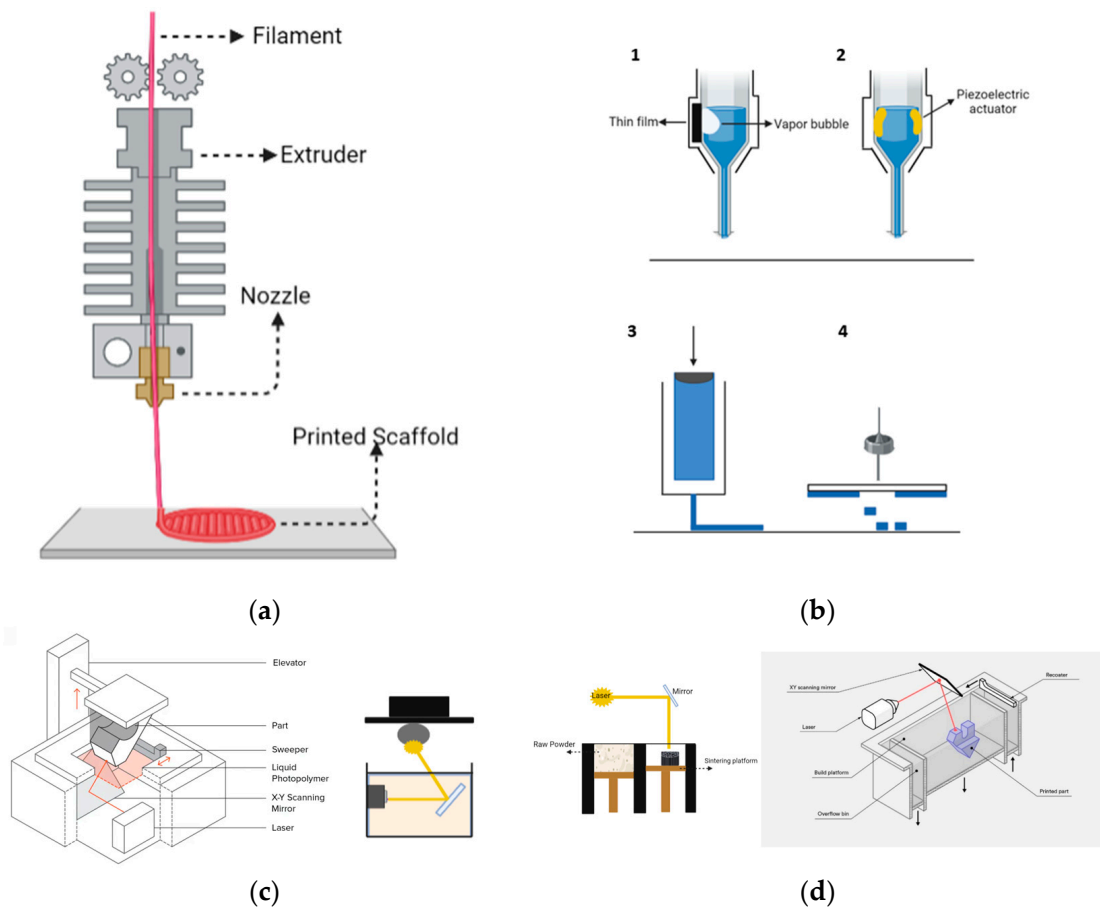 Filament
Extruder
Nozzle
Printed Scaffold
(a)
1
2
Thin film
Vapor bubble
Piezoelectric
actuator
3
4
(b)
Elevator
Part
Sweeper
Liquid
Photopolymer
X-Y Scanning
Mirror
Laser
(c)
Laser
Mirror
Raw Powder
Sintering platform
XY scanning mirror
Recoater
Laser
Build platform
Printed part
Overflow bin
(d)